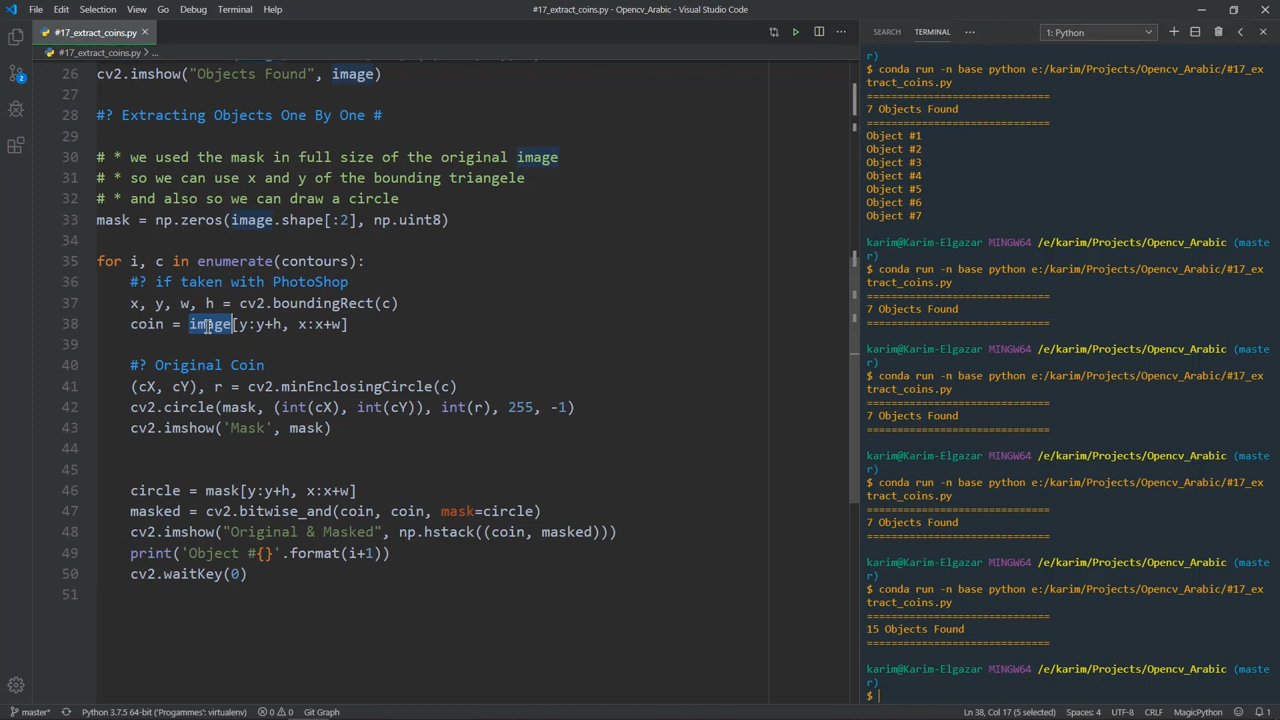 File Edit Selection View Go Debug Terminal Help
#17_extract_coins.py - Opencv_Arabic - Visual Studio Code
#17_extract_coins.py
#17_extract_coins.py > ...
26 cv2.imshow("Objects Found", image)
27
28 #? Extracting Objects One By One #
29
30 # * we used the mask in full size of the original image
31 # * so we can use x and y of the bounding triangele
32 # * and also so we can draw a circle
33 mask = np.zeros(image.shape[:2], np.uint8)
34
35 for i, c in enumerate(contours):
36 #? if taken with PhotoShop
37 x, y, w, h = cv2.boundingRect(c)
38 coin = image[y:y+h, x:x+w]
39
40 #? Original Coin
41 (cX, cY), r = cv2.minEnclosingCircle(c)
42 cv2.circle(mask, (int(cX), int(cY)), int(r), 255, -1)
43 cv2.imshow('Mask', mask)
44
45
46 circle = mask[y:y+h, x:x+w]
47 masked = cv2.bitwise_and(coin, coin, mask=circle)
48 cv2.imshow("Original & Masked", np.hstack((coin, masked)))
49 print('Object #{}'.format(i+1))
50 cv2.waitKey(0)
51
SEARCH TERMINAL ... 1: Python
r)
$ conda run -n base python e:/karim/Projects/Opencv_Arabic/#17_ex
tract_coins.py
==============================
7 Objects Found
==============================
Object #1
Object #2
Object #3
Object #4
Object #5
Object #6
Object #7
karim@Karim-Elgazar MINGW64 /e/karim/Projects/Opencv_Arabic (maste
r)
$ conda run -n base python e:/karim/Projects/Opencv_Arabic/#17_ex
tract_coins.py
==============================
7 Objects Found
==============================
karim@Karim-Elgazar MINGW64 /e/karim/Projects/Opencv_Arabic (maste
r)
$ conda run -n base python e:/karim/Projects/Opencv_Arabic/#17_ex
tract_coins.py
==============================
7 Objects Found
==============================
karim@Karim-Elgazar MINGW64 /e/karim/Projects/Opencv_Arabic (maste
r)
$ conda run -n base python e:/karim/Projects/Opencv_Arabic/#17_ex
tract_coins.py
==============================
7 Objects Found
==============================
karim@Karim-Elgazar MINGW64 /e/karim/Projects/Opencv_Arabic (maste
r)
$ conda run -n base python e:/karim/Projects/Opencv_Arabic/#17_ex
tract_coins.py
==============================
15 Objects Found
==============================
karim@Karim-Elgazar MINGW64 /e/karim/Projects/Opencv_Arabic (maste
r)
$
2
master* Python 3.7.5 64-bit ('Progammes': virtualenv) 0 0 Git Graph Ln 38, Col 17 (5 selected) Spaces: 4 UTF-8 CRLF MagicPython 1